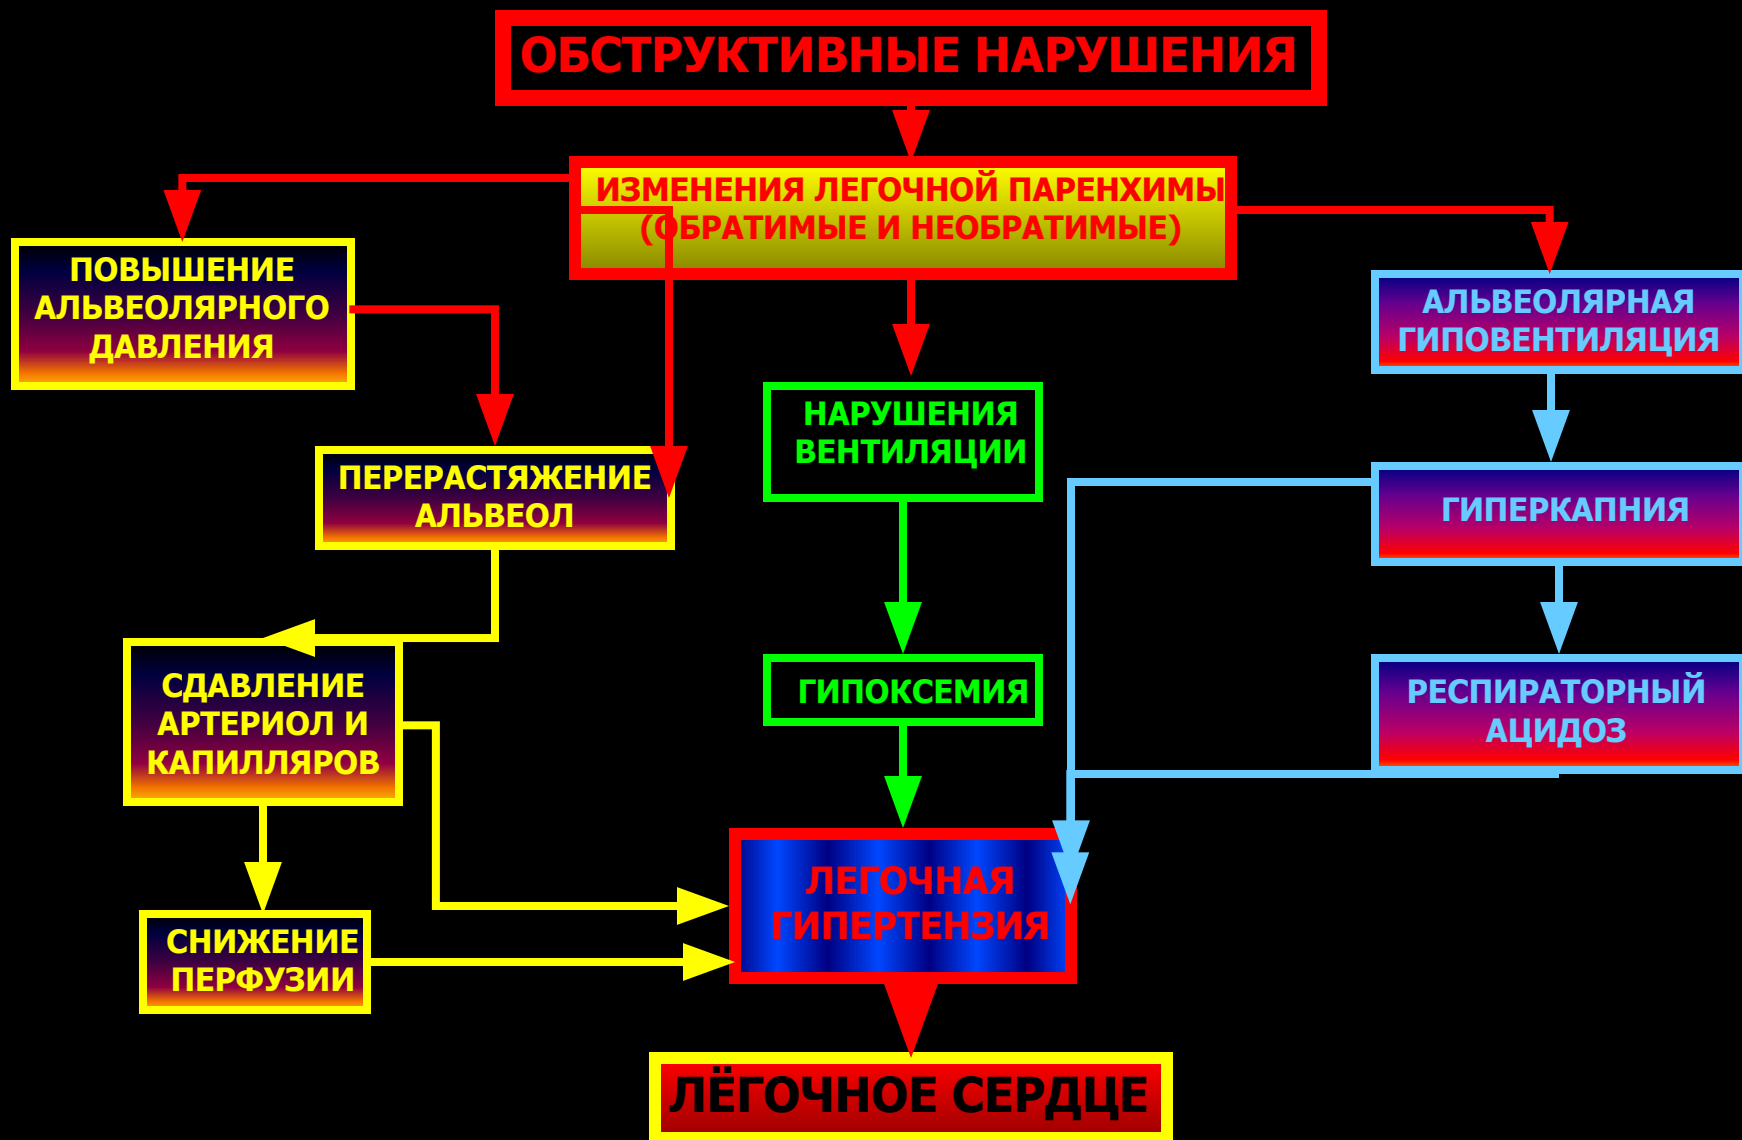 ОБСТРУКТИВНЫЕ НАРУШЕНИЯ
ИЗМЕНЕНИЯ ЛЕГОЧНОЙ ПАРЕНХИМЫ
(ОБРАТИМЫЕ И НЕОБРАТИМЫЕ)
ПОВЫШЕНИЕ
АЛЬВЕОЛЯРНОГО
ДАВЛЕНИЯ
АЛЬВЕОЛЯРНАЯ
ГИПОВЕНТИЛЯЦИЯ
НАРУШЕНИЯ
ВЕНТИЛЯЦИИ
ПЕРЕРАСТЯЖЕНИЕ
АЛЬВЕОЛ
ГИПЕРКАПНИЯ
СДАВЛЕНИЕ
АРТЕРИОЛ И
КАПИЛЛЯРОВ
ГИПОКСЕМИЯ
РЕСПИРАТОРНЫЙ
АЦИДОЗ
ЛЕГОЧНАЯ
ГИПЕРТЕНЗИЯ
СНИЖЕНИЕ
ПЕРФУЗИИ
ЛЁГОЧНОЕ СЕРДЦЕ